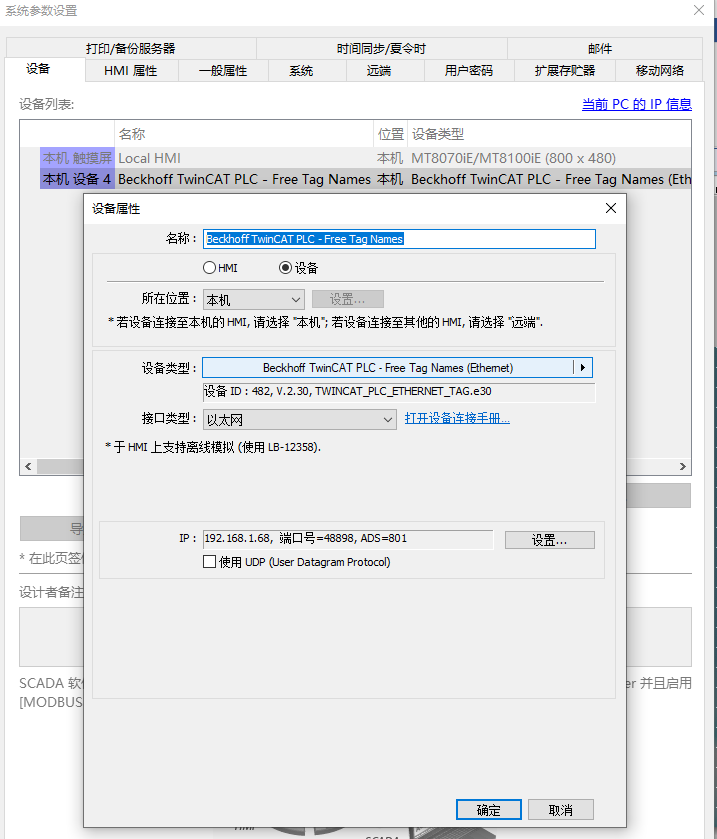 系统参数设置
打印/备份服务器 时间同步/夏令时 邮件
设备 HMI 属性 一般属性 系统 远端 用户密码 扩展存贮器 移动网络
设备列表: 当前 PC 的 IP 信息
名称 位置 设备类型
本机 触摸屏 Local HMI 本机 MT8070iE/MT8100iE (800 x 480)
本机 设备 4 Beckhoff TwinCAT PLC - Free Tag Names 本机 Beckhoff TwinCAT PLC - Free Tag Names (Eth
设备属性
名称 : Beckhoff TwinCAT PLC - Free Tag Names
HMI 设备
所在位置 : 本机 设置...
* 若设备连接至本机的 HMI, 请选择 "本机"; 若设备连接至其他的 HMI, 请选择 "远端".
设备类型 : Beckhoff TwinCAT PLC - Free Tag Names (Ethernet)
设备 ID : 482, V.2.30, TWINCAT_PLC_ETHERNET_TAG.e30
接口类型 : 以太网 打开设备连接手册...
* 于 HMI 上支持离线模拟 (使用 LB-12358).
导
IP : 192.168.1.68, 端口号=48898, ADS=801 设置...
* 在此页签
使用 UDP (User Datagram Protocol)
设计者备注
SCADA 软 er 并且启用
[MODBUS
确定 取消